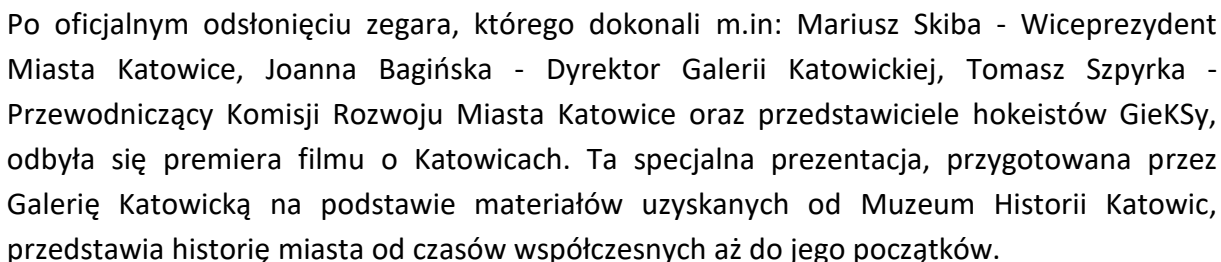 Po oficjalnym odsłonięciu zegara, którego dokonali m.in: Mariusz Skiba - Wiceprezydent
Miasta Katowice, Joanna Bagińska - Dyrektor Galerii Katowickiej, Tomasz Szpyrka -
Przewodniczący Komisji Rozwoju Miasta Katowice oraz przedstawiciele hokeistów GieKSy,
odbyła się premiera filmu o Katowicach. Ta specjalna prezentacja, przygotowana przez
Galerię Katowicką na podstawie materiałów uzyskanych od Muzeum Historii Katowic,
przedstawia historię miasta od czasów współczesnych aż do jego początków.